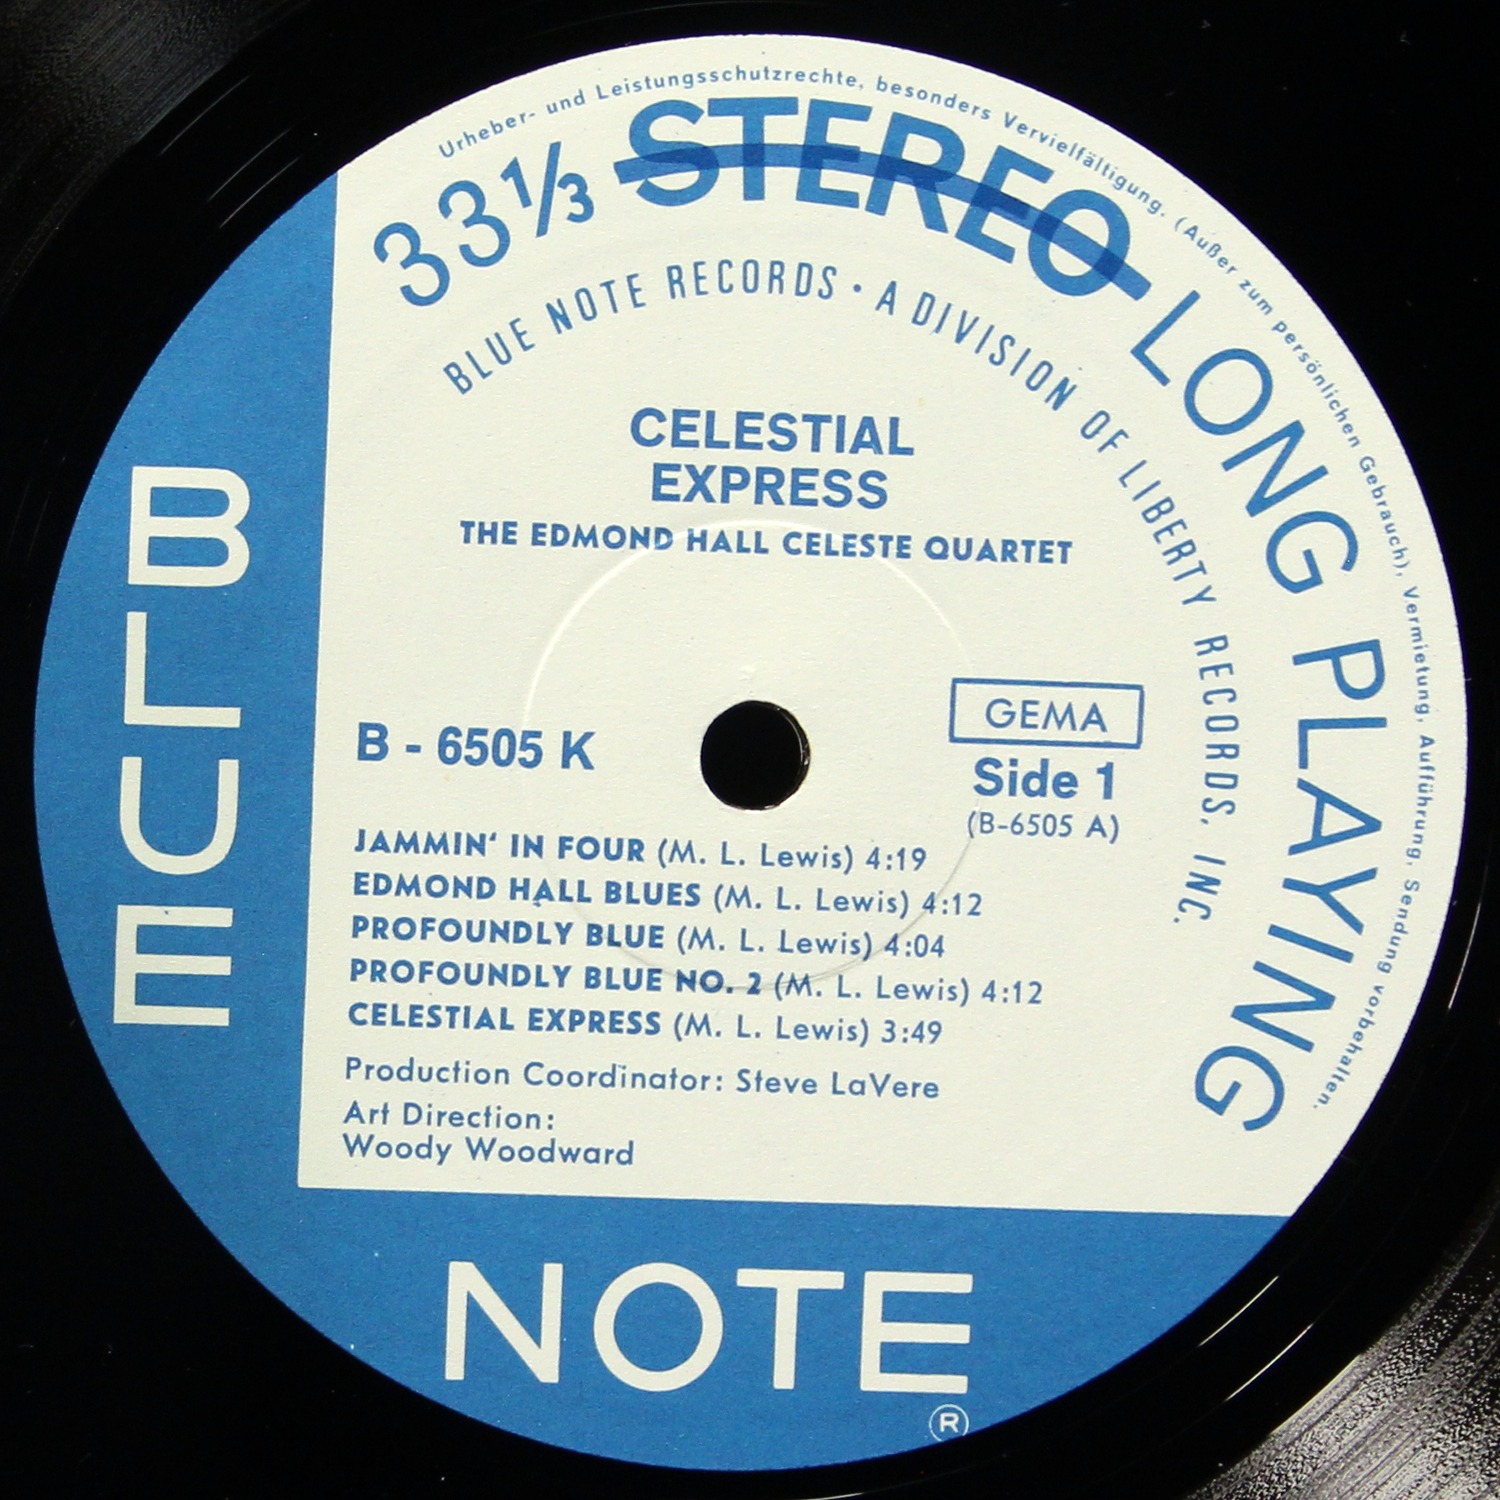 Urheber- und Leistungsschutzrechte, besonders Vervielfältigung. (Außer zum persönlichen Gebrauch), Vermietung, Aufführung, Sendung vorbehalten.
33⅓ STEREO LONG PLAYING
BLUE NOTE RECORDS · A DIVISION OF LIBERTY RECORDS, INC.
CELESTIAL
EXPRESS
THE EDMOND HALL CELESTE QUARTET
B - 6505 K
GEMA
Side 1
(B-6505 A)
JAMMIN' IN FOUR (M. L. Lewis) 4:19
EDMOND HALL BLUES (M. L. Lewis) 4:12
PROFOUNDLY BLUE (M. L. Lewis) 4:04
PROFOUNDLY BLUE NO. 2 (M. L. Lewis) 4:12
CELESTIAL EXPRESS (M. L. Lewis) 3:49
Production Coordinator: Steve LaVere
Art Direction:
Woody Woodward
BLUE
NOTE
®